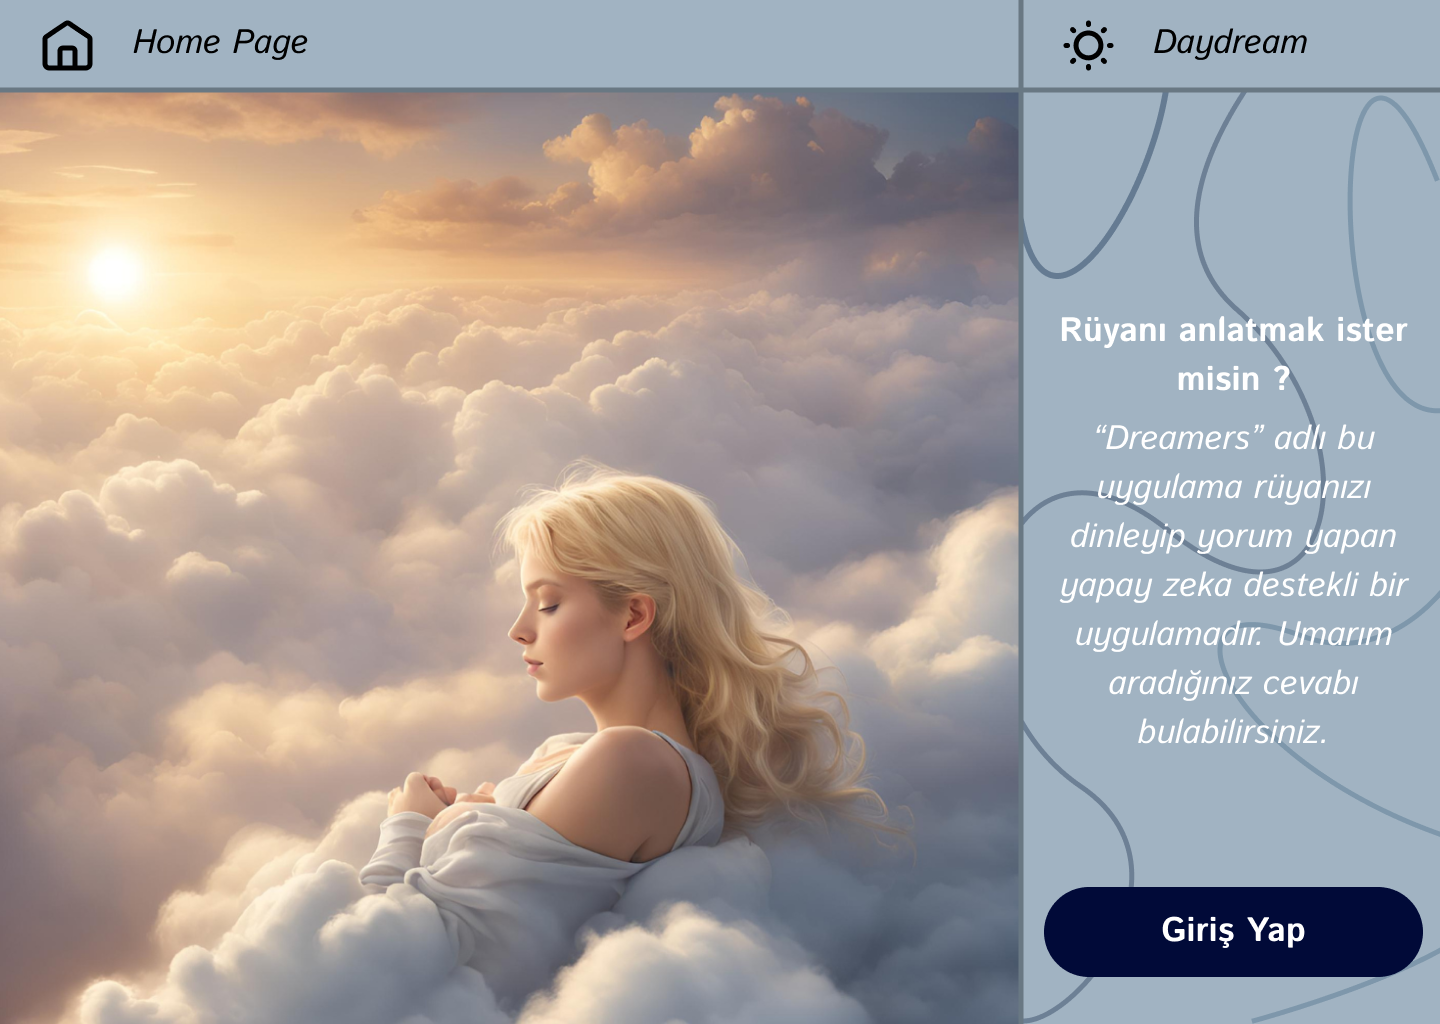 Home Page
Daydream
Rüyanı anlatmak ister
misin ?
“Dreamers” adlı bu
uygulama rüyanızı
dinleyip yorum yapan
yapay zeka destekli bir
uygulamadır. Umarım
aradığınız cevabı
bulabilirsiniz.
Giriş Yap